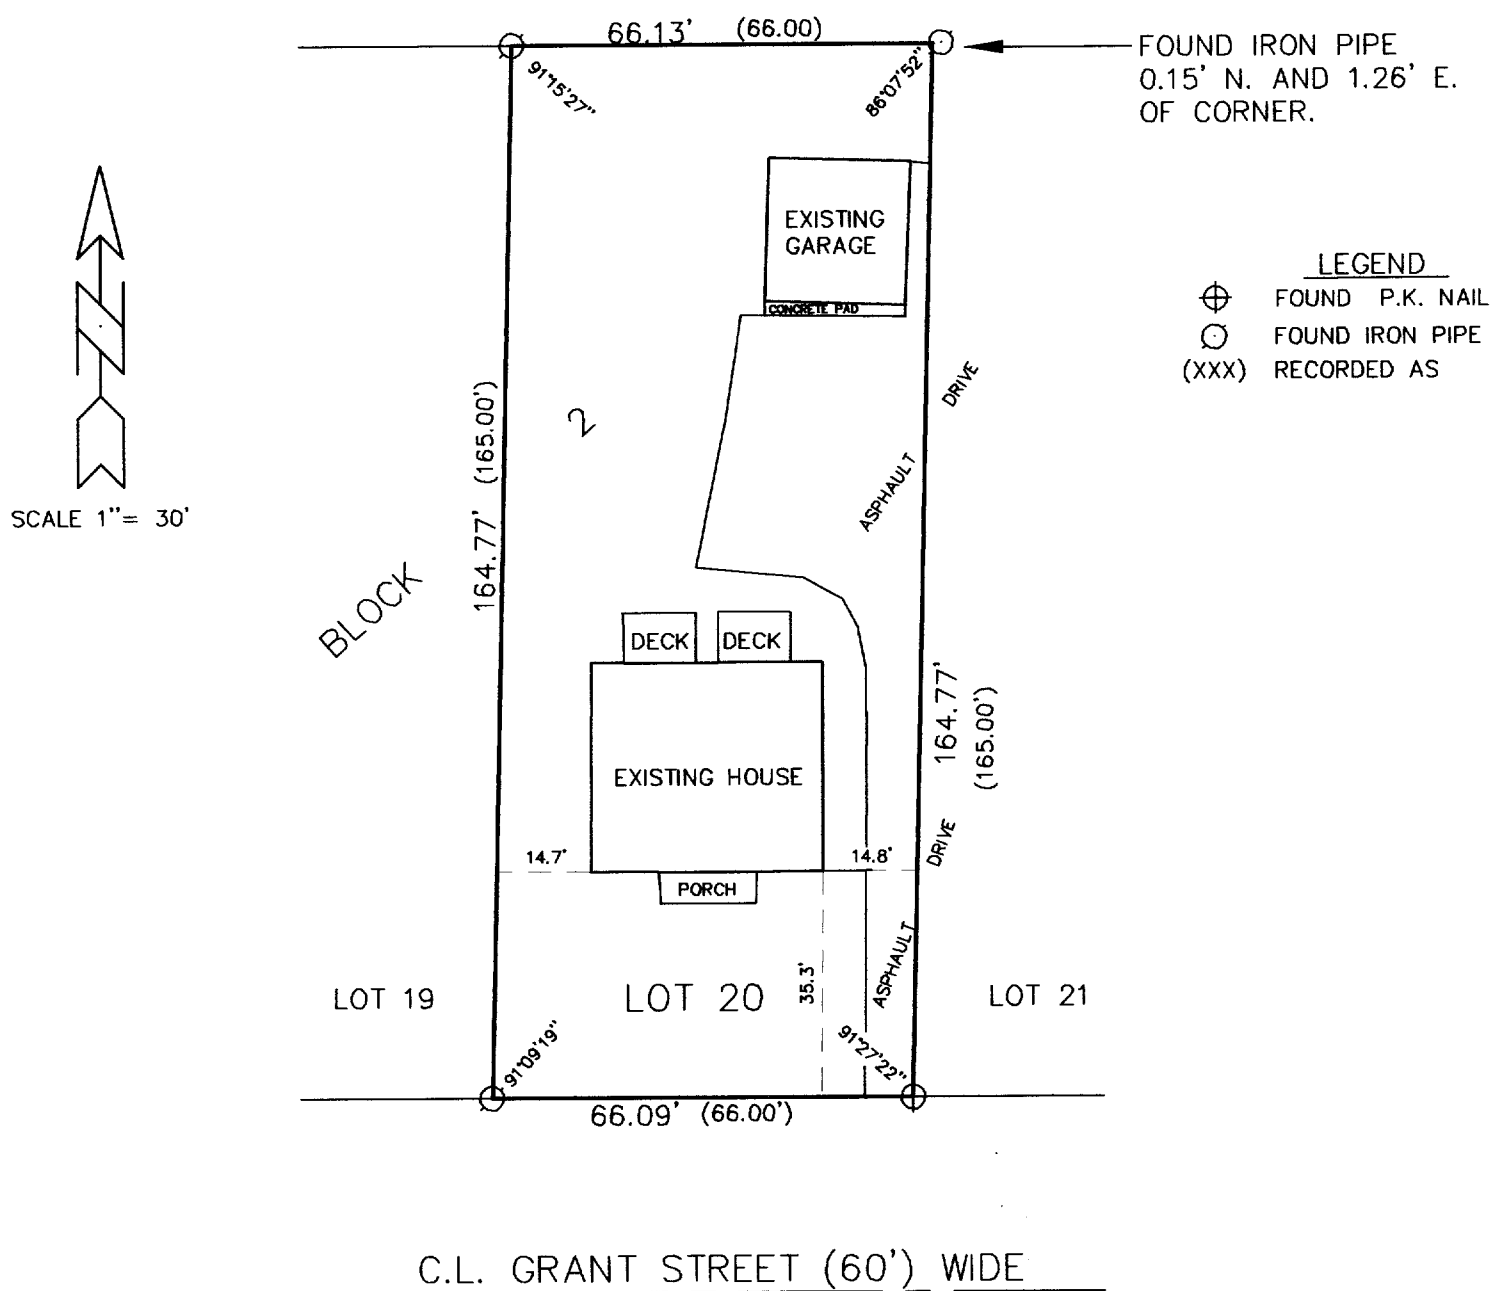 66.13' (66.00)
FOUND IRON PIPE
0.15' N. AND 1.26' E.
OF CORNER.
91°15'27"
86°07'52"
EXISTING
GARAGE
CONCRETE PAD
LEGEND
FOUND P.K. NAIL
FOUND IRON PIPE
(XXX) RECORDED AS
N
SCALE 1"= 30'
164.77' (165.00')
2
BLOCK
ASPHAULT DRIVE
DECK
DECK
EXISTING HOUSE
164.77'
(165.00')
14.7'
14.8'
PORCH
ASPHAULT DRIVE
35.3'
LOT 19
LOT 20
LOT 21
91°09'19"
91°27'22"
66.09' (66.00')
C.L. GRANT STREET (60') WIDE